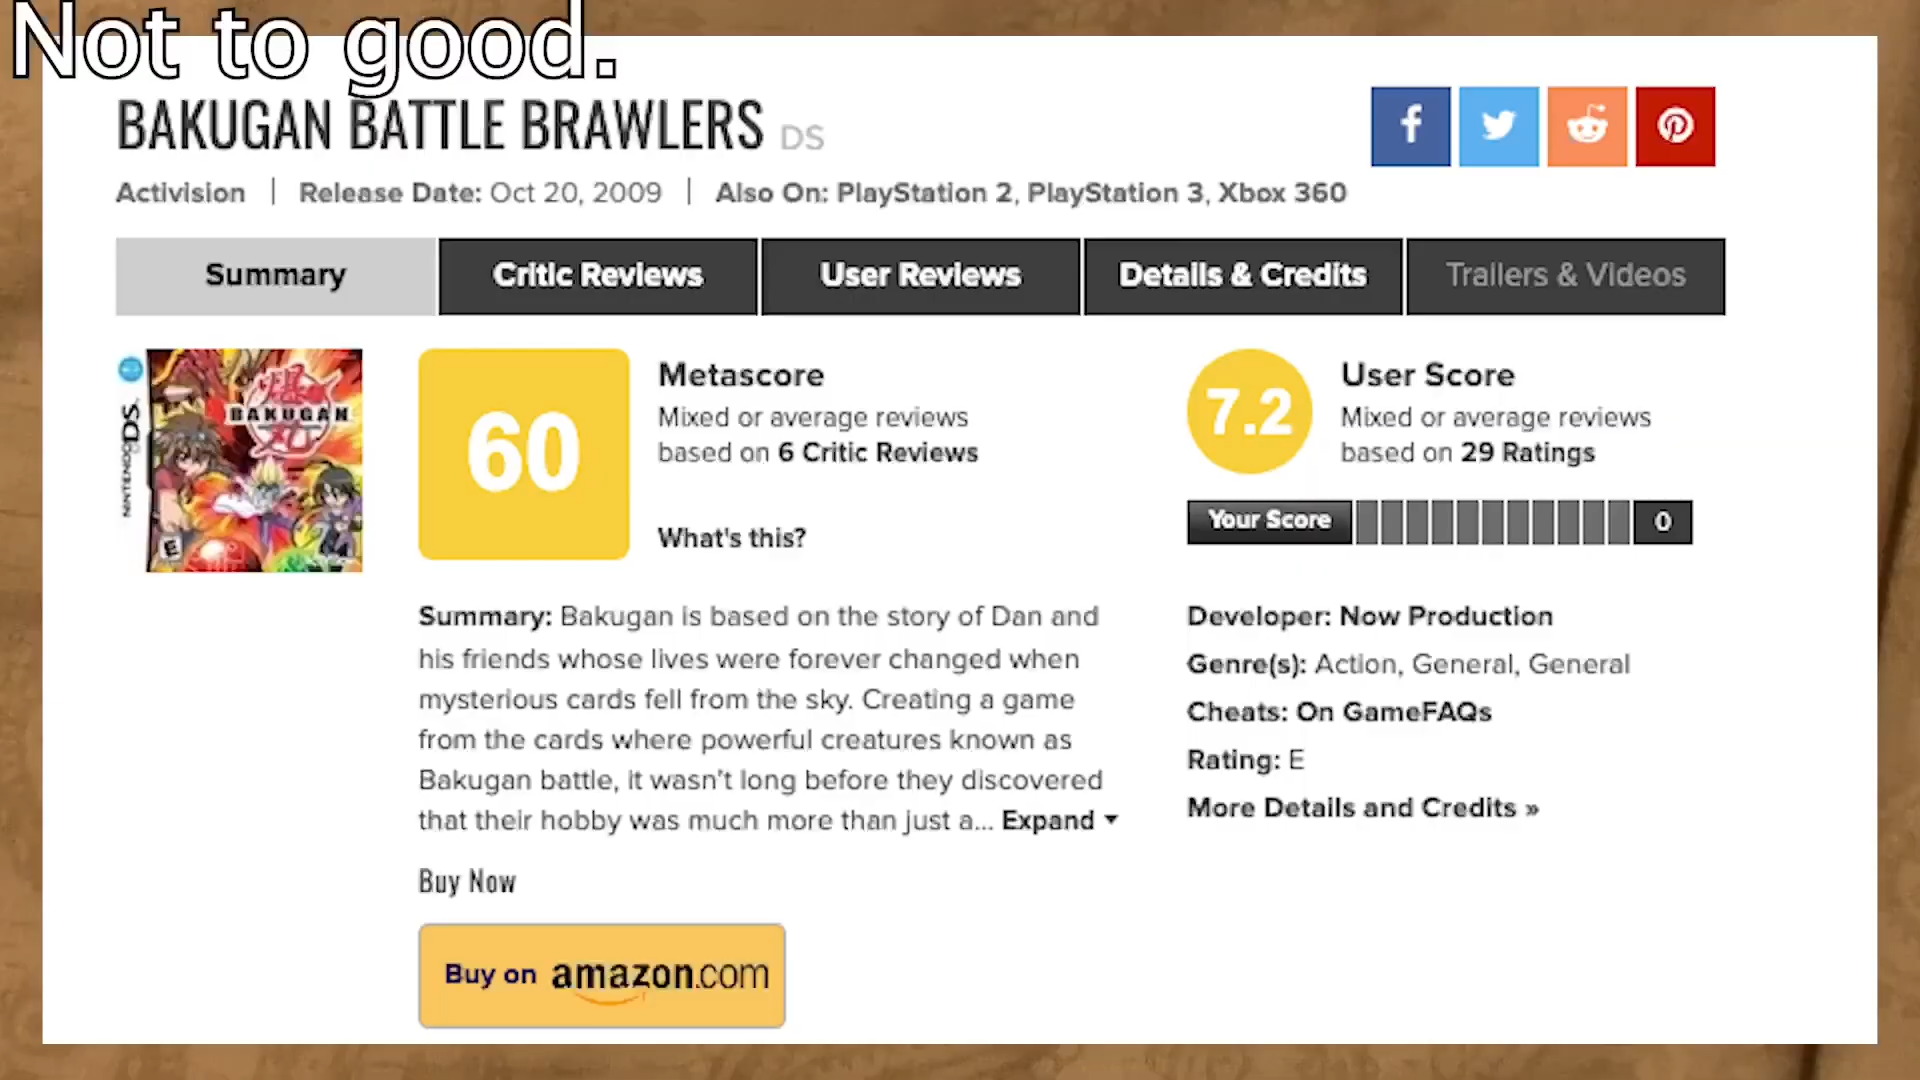 Not to good.
BAKUGAN BATTLE BRAWLERS DS
Activision | Release Date: Oct 20, 2009 | Also On: PlayStation 2, PlayStation 3, Xbox 360
Summary
Critic Reviews
User Reviews
Details & Credits
Trailers & Videos
NINTENDO DS
BAKUGAN
E
60
Metascore
Mixed or average reviews
based on 6 Critic Reviews
What's this?
7.2
User Score
Mixed or average reviews
based on 29 Ratings
Your Score
0
Summary: Bakugan is based on the story of Dan and
his friends whose lives were forever changed when
mysterious cards fell from the sky. Creating a game
from the cards where powerful creatures known as
Bakugan battle, it wasn't long before they discovered
that their hobby was much more than just a... Expand
Developer: Now Production
Genre(s): Action, General, General
Cheats: On GameFAQs
Rating: E
More Details and Credits »
Buy Now
Buy on amazon.com